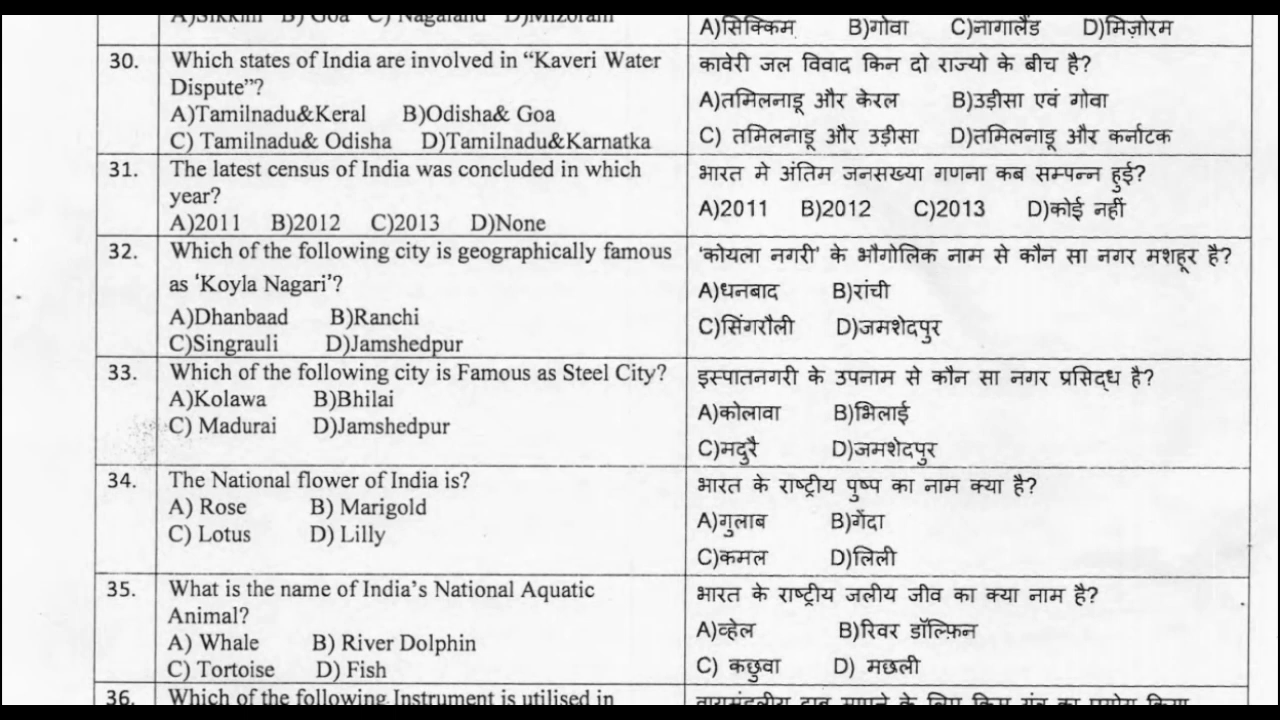 A)Sikkim B) Goa C) Nagaland D)Mizoram
A)सिक्किम B)गोवा C)नागालैंड D)मिज़ोरम
30. Which states of India are involved in “Kaveri Water
Dispute”?
A)Tamilnadu&Keral B)Odisha& Goa
C) Tamilnadu& Odisha D)Tamilnadu&Karnatka
कावेरी जल विवाद किन दो राज्यो के बीच है?
A)तमिलनाडू और केरल B)उड़ीसा एवं गोवा
C) तमिलनाडू और उड़ीसा D)तमिलनाडू और कर्नाटक
31. The latest census of India was concluded in which
year?
A)2011 B)2012 C)2013 D)None
भारत मे अंतिम जनसख्या गणना कब सम्पन्न हुई?
A)2011 B)2012 C)2013 D)कोई नहीं
32. Which of the following city is geographically famous
as ‘Koyla Nagari’?
A)Dhanbaad B)Ranchi
C)Singrauli D)Jamshedpur
‘कोयला नगरी’ के भौगोलिक नाम से कौन सा नगर मशहूर है?
A)धनबाद B)रांची
C)सिंगरौली D)जमशेदपुर
33. Which of the following city is Famous as Steel City?
A)Kolawa B)Bhilai
C) Madurai D)Jamshedpur
इस्पातनगरी के उपनाम से कौन सा नगर प्रसिद्ध है?
A)कोलावा B)भिलाई
C)मदुरै D)जमशेदपुर
34. The National flower of India is?
A) Rose B) Marigold
C) Lotus D) Lilly
भारत के राष्ट्रीय पुष्प का नाम क्या है?
A)गुलाब B)गेंदा
C)कमल D)लिली
35. What is the name of India’s National Aquatic
Animal?
A) Whale B) River Dolphin
C) Tortoise D) Fish
भारत के राष्ट्रीय जलीय जीव का क्या नाम है?
A)व्हेल B)रिवर डॉल्फ़िन
C) कछुवा D) मछली
36. Which of the following Instrument is utilised in
वायुमंडलीय दाब मापने के लिए किस यंत्र का प्रयोग किया